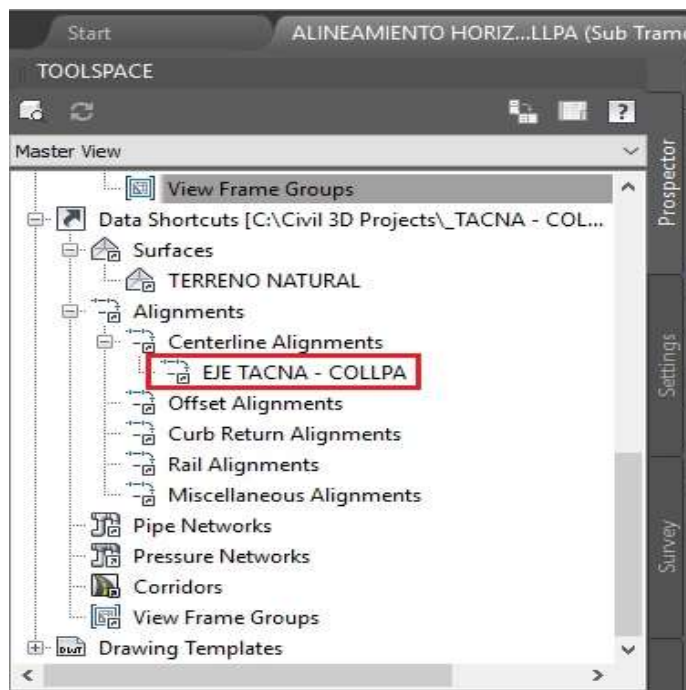 Start
ALINEAMIENTO HORIZ...LLPA (Sub Tramo
TOOLSPACE
?
Master View
View Frame Groups
Data Shortcuts [C:\Civil 3D Projects\_TACNA - COL...
Surfaces
TERRENO NATURAL
Alignments
Centerline Alignments
EJE TACNA - COLLPA
Offset Alignments
Curb Return Alignments
Rail Alignments
Miscellaneous Alignments
Pipe Networks
Pressure Networks
Corridors
View Frame Groups
DWT Drawing Templates
Prospector
Settings
Survey